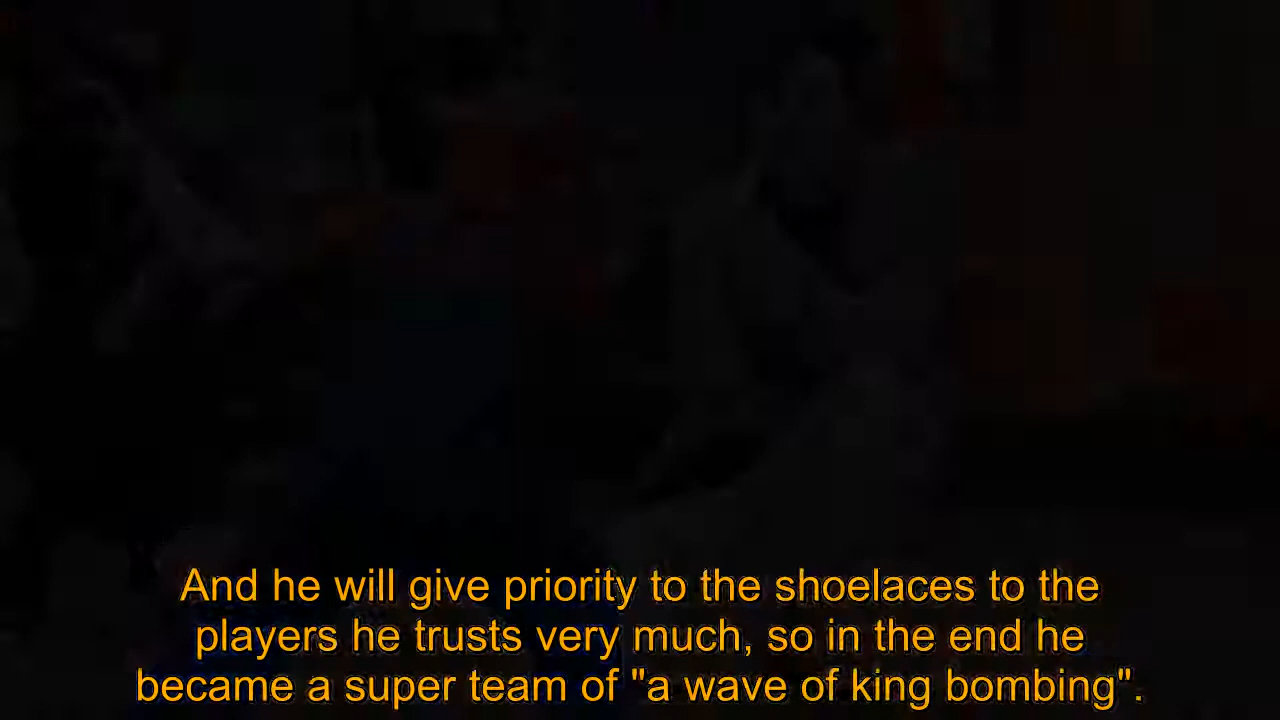 And he will give priority to the shoelaces to the
players he trusts very much, so in the end he
became a super team of "a wave of king bombing".